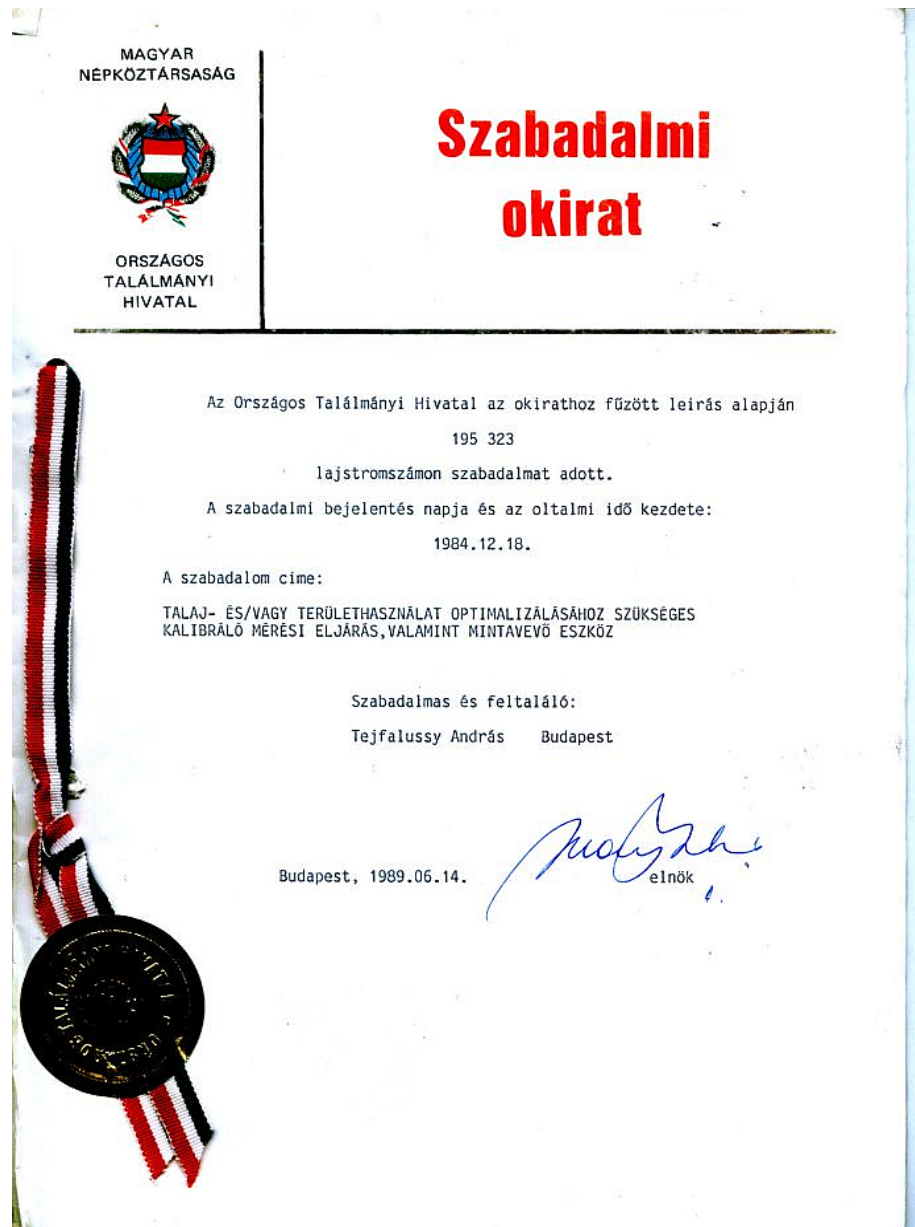 MAGYAR
NÉPKÖZTÁRSASÁG
ORSZÁGOS
TALÁLMÁNYI
HIVATAL
Szabadalmi
okirat
Az Országos Találmányi Hivatal az okirathoz fűzött leirás alapján
195 323
lajstromszámon szabadalmat adott.
A szabadalmi bejelentés napja és az oltalmi idő kezdete:
1984.12.18.
A szabadalom cime:
TALAJ- ÉS/VAGY TERÜLETHASZNÁLAT OPTIMALIZÁLÁSÁHOZ SZÜKSÉGES
KALIBRÁLÓ MÉRÉSI ELJÁRÁS,VALAMINT MINTAVEVŐ ESZKÖZ
Szabadalmas és feltaláló:
Tejfalussy András Budapest
Budapest, 1989.06.14.
elnök